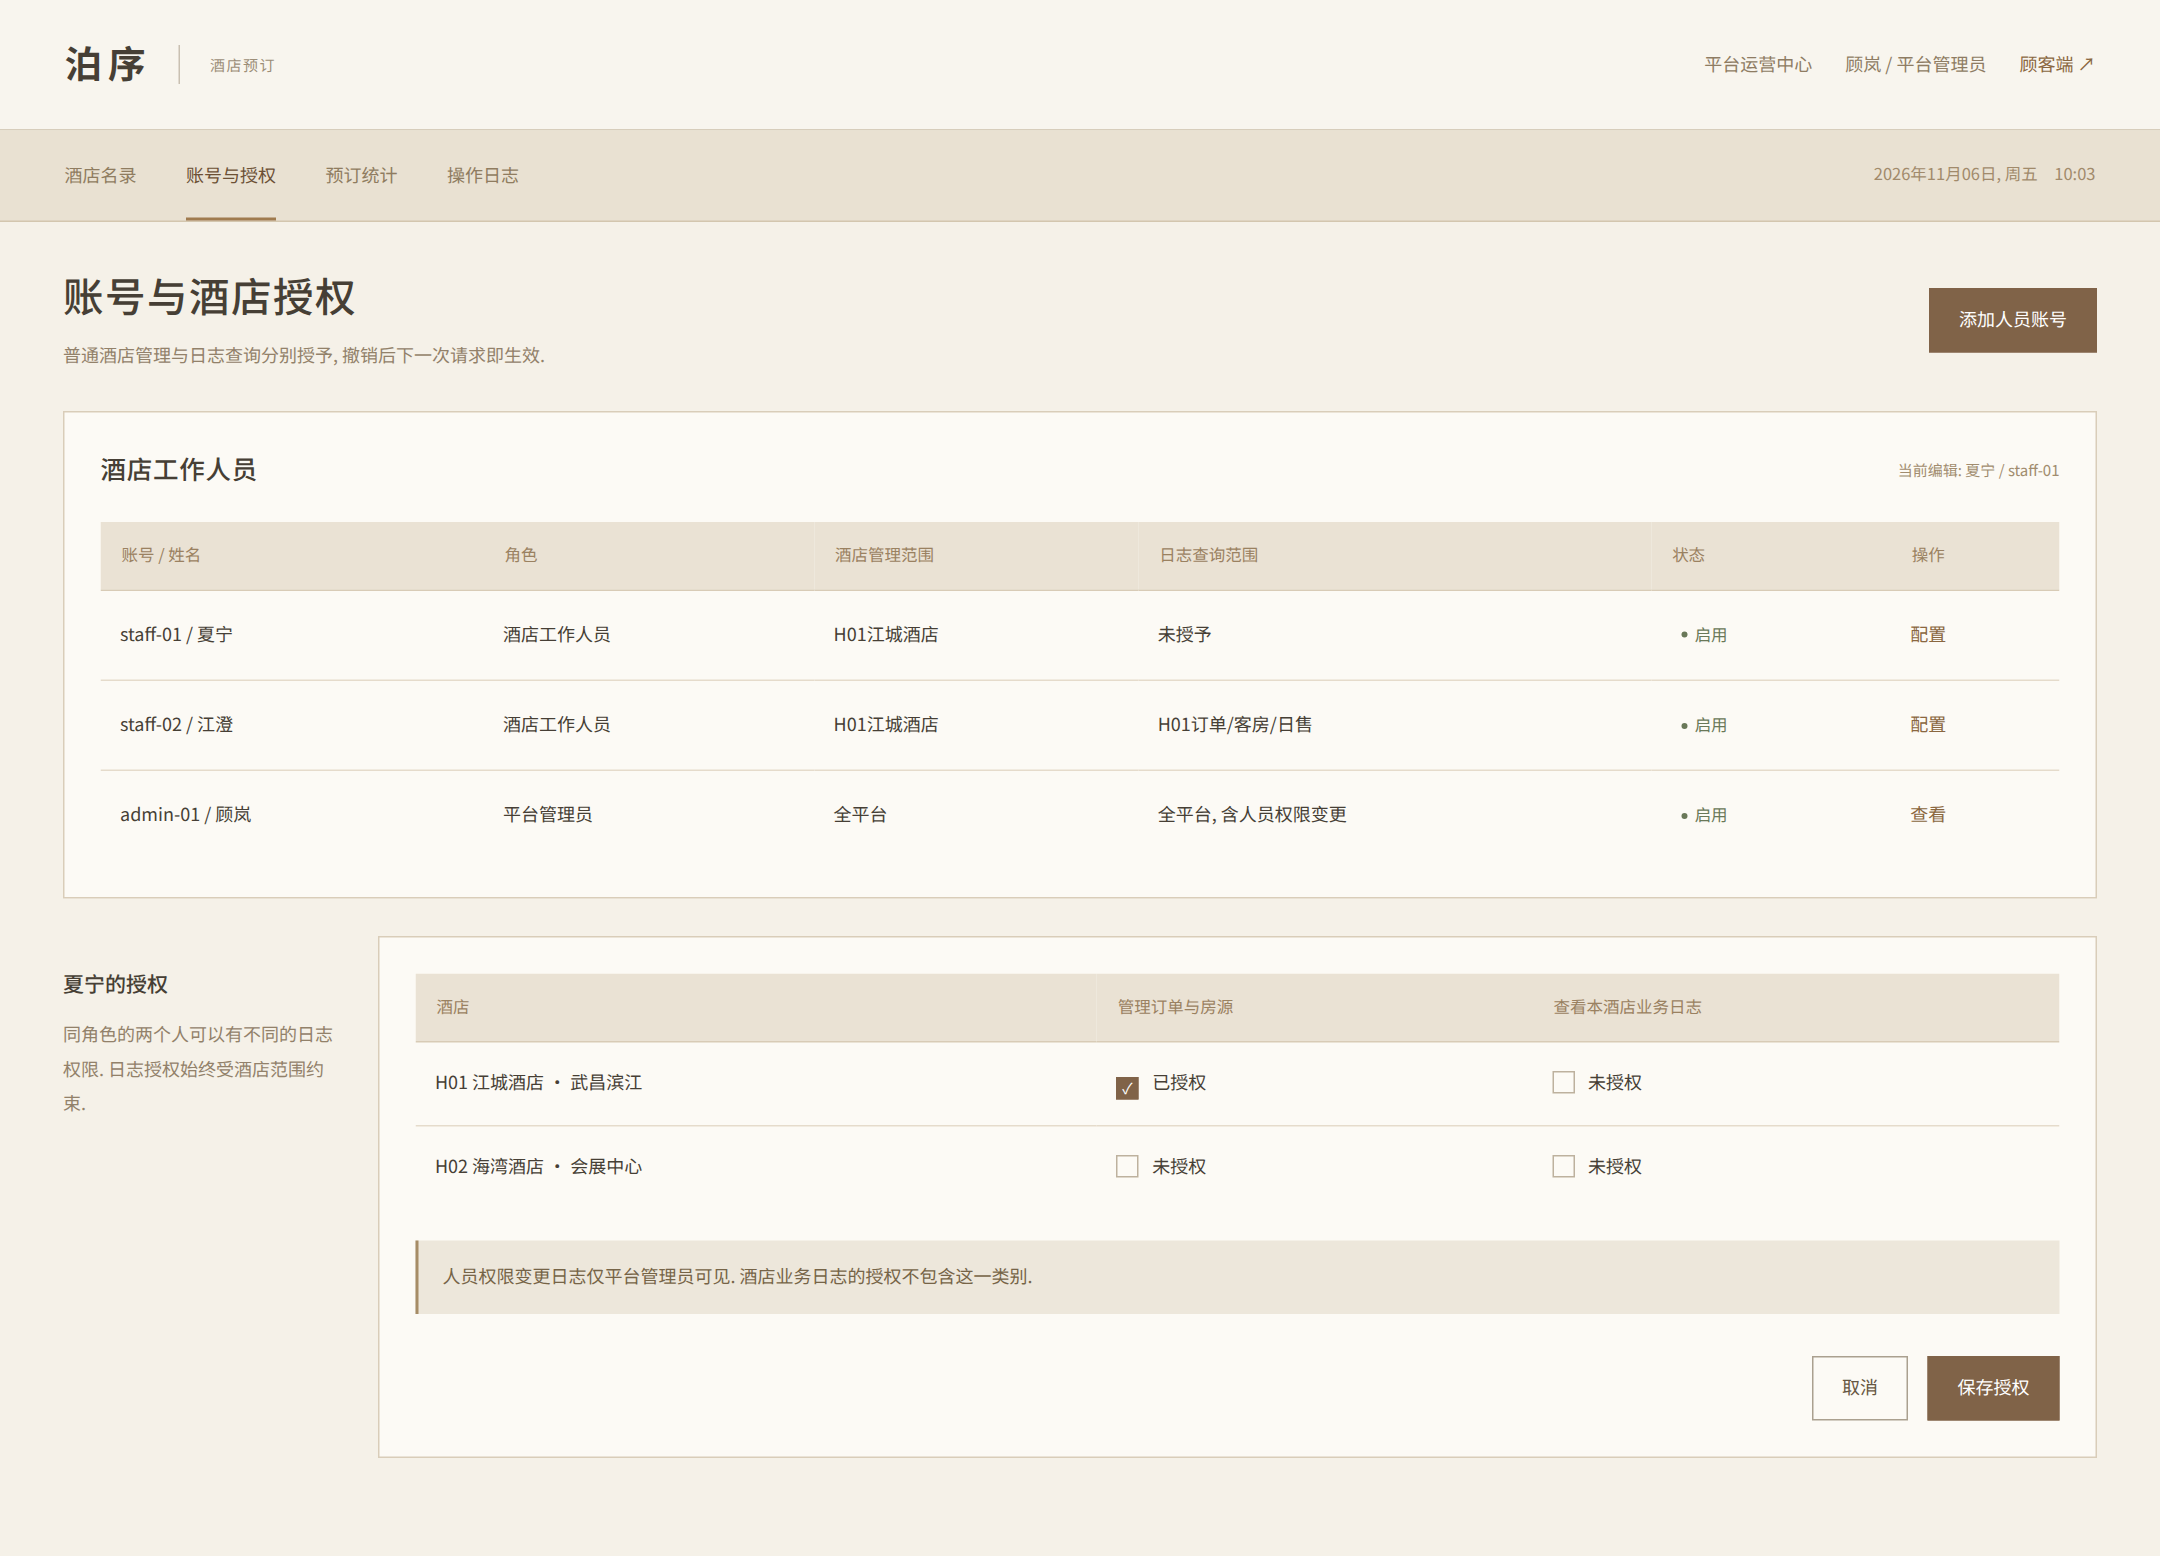 泊序
酒店预订
平台运营中心 顾岚 / 平台管理员 顾客端 ↗
酒店名录 账号与授权 预订统计 操作日志 2026年11月06日, 周五 10:03
账号与酒店授权
添加人员账号
普通酒店管理与日志查询分别授予, 撤销后下一次请求即生效.
酒店工作人员
当前编辑: 夏宁 / staff-01
账号 / 姓名 角色 酒店管理范围 日志查询范围 状态 操作
staff-01 / 夏宁 酒店工作人员 H01江城酒店 未授予 • 启用 配置
staff-02 / 江澄 酒店工作人员 H01江城酒店 H01订单/客房/日售 • 启用 配置
admin-01 / 顾岚 平台管理员 全平台 全平台, 含人员权限变更 • 启用 查看
夏宁的授权
同角色的两个人可以有不同的日志
权限. 日志授权始终受酒店范围约
束.
酒店 管理订单与房源 查看本酒店业务日志
H01 江城酒店 · 武昌滨江 ✓ 已授权 未授权
H02 海湾酒店 · 会展中心 未授权 未授权
人员权限变更日志仅平台管理员可见. 酒店业务日志的授权不包含这一类别.
取消 保存授权